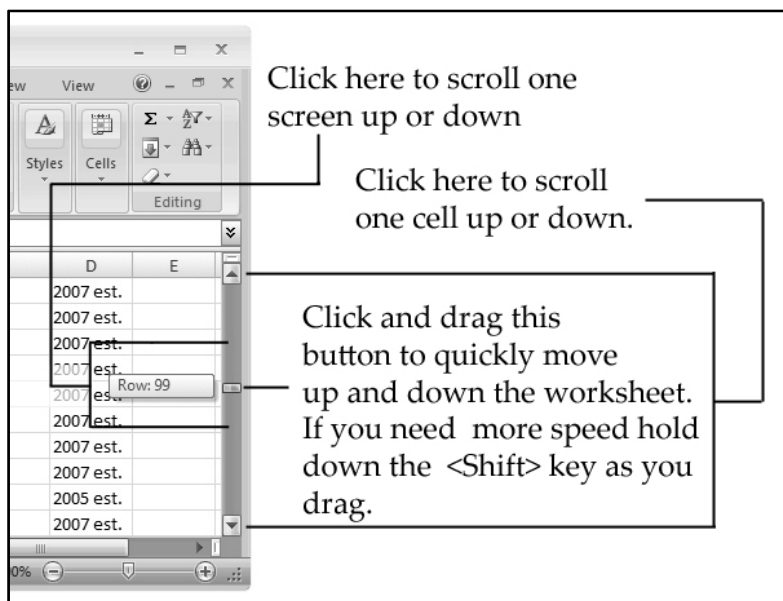 Click here to scroll one
screen up or down
Click here to scroll
one cell up or down.
Click and drag this
button to quickly move
up and down the worksheet.
If you need more speed hold
down the <Shift> key as you
drag.
ew View
Σ
Styles Cells
Editing
D E
2007 est.
2007 est.
2007 est.
2007 est.
Row: 99
2007 est.
2007 est.
2007 est.
2007 est.
2005 est.
2007 est.
0%